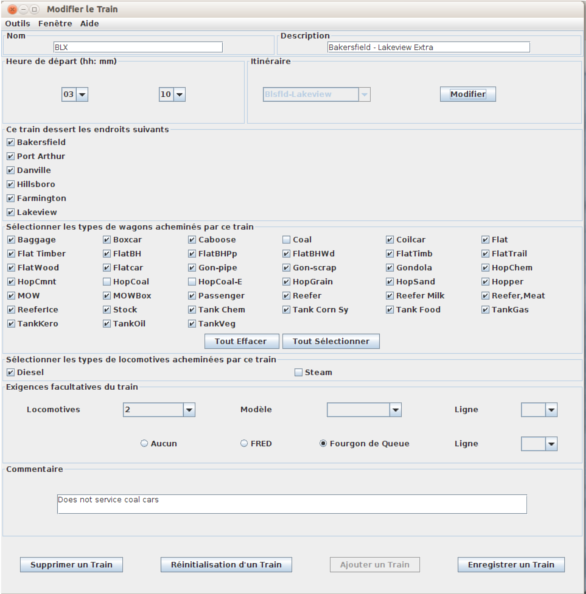 Modifier le Train
Outils Fenêtre Aide
Nom Description
BLX Bakersfield - Lakeview Extra
Heure de départ (hh: mm) Itinéraire
03 10 Blsfld-Lakeview Modifier
Ce train dessert les endroits suivants
Bakersfield
Port Arthur
Danville
Hillsboro
Farmington
Lakeview
Sélectionner les types de wagons acheminés par ce train
Baggage Boxcar Caboose Coal Coilcar Flat
Flat Timber FlatBH FlatBHPp FlatBHWd FlatTimb FlatTrail
FlatWood Flatcar Gon-pipe Gon-scrap Gondola HopChem
HopCmnt HopCoal HopCoal-E HopGrain HopSand Hopper
MOW MOWBox Passenger Reefer Reefer Milk Reefer,Meat
ReeferIce Stock Tank Chem Tank Corn Sy Tank Food TankGas
TankKero TankOil TankVeg
Tout Effacer Tout Sélectionner
Sélectionner les types de locomotives acheminées par ce train
Diesel Steam
Exigences facultatives du train
Locomotives 2 Modèle Ligne
Aucun FRED Fourgon de Queue Ligne
Commentaire
Does not service coal cars
Supprimer un Train Réinitialisation d'un Train Ajouter un Train Enregistrer un Train